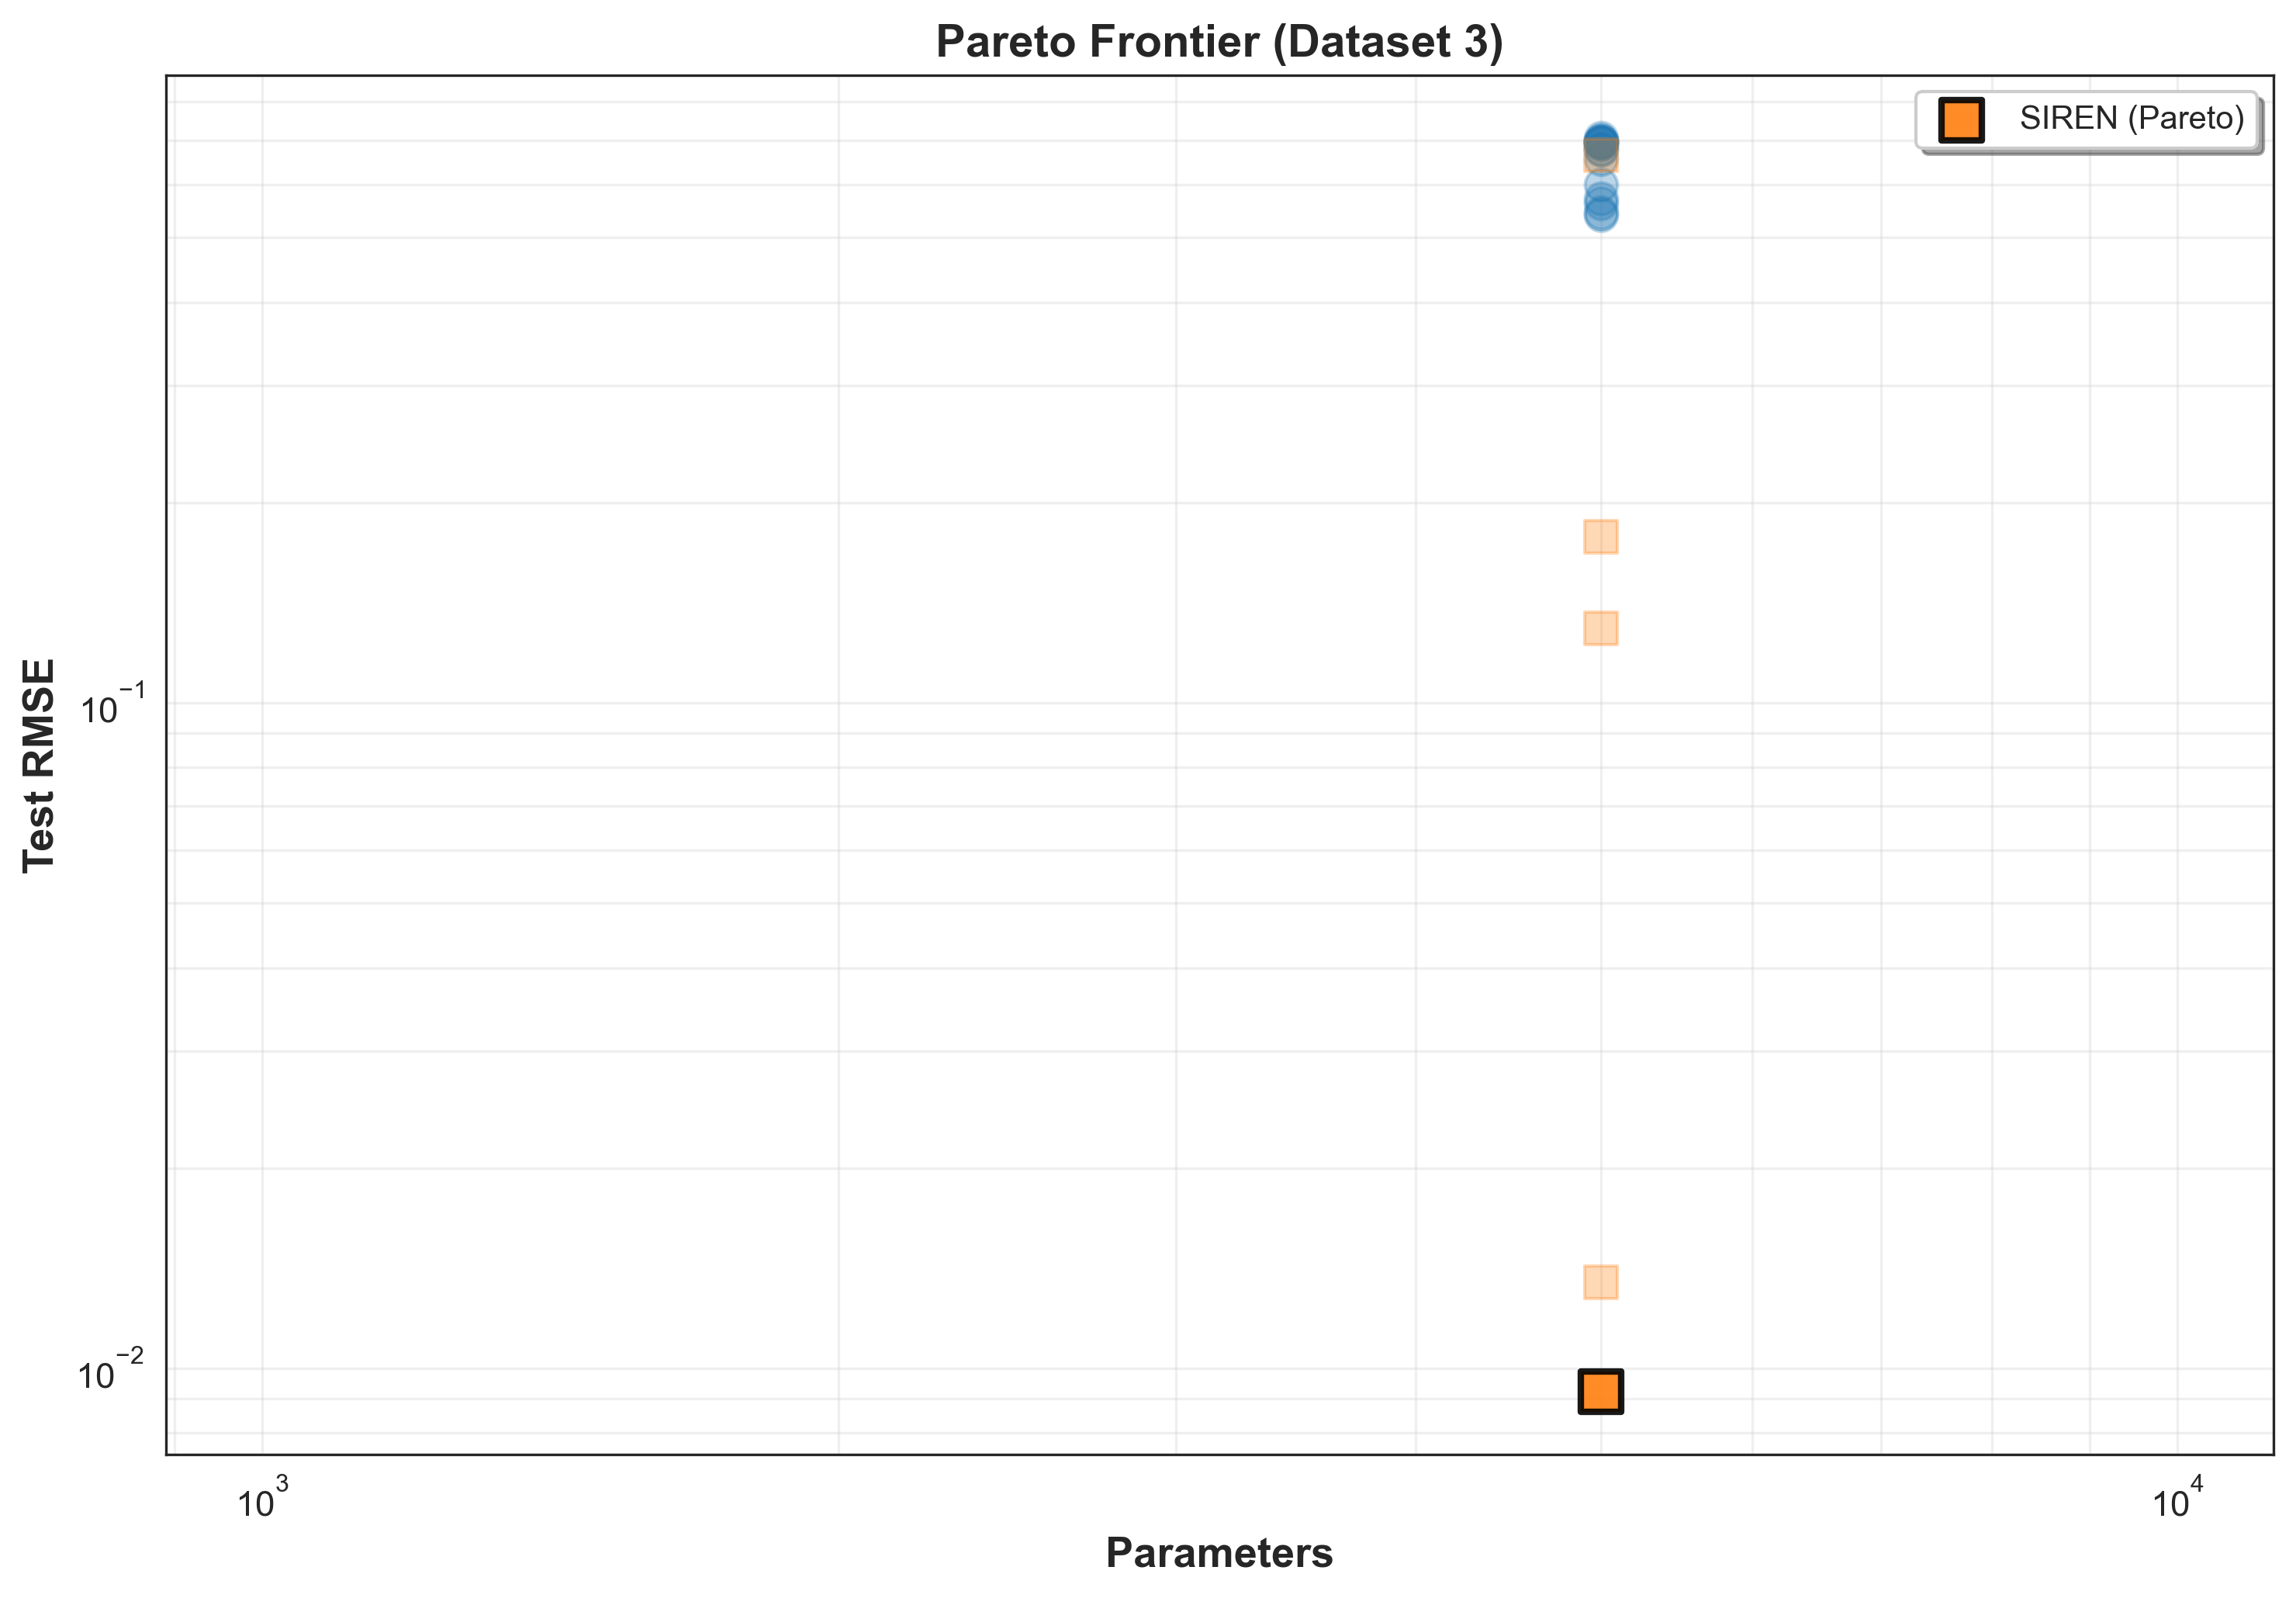 Pareto Frontier (Dataset 3)
SIREN (Pareto)
Test RMSE
10⁻¹
10⁻²
10³
10⁴
Parameters